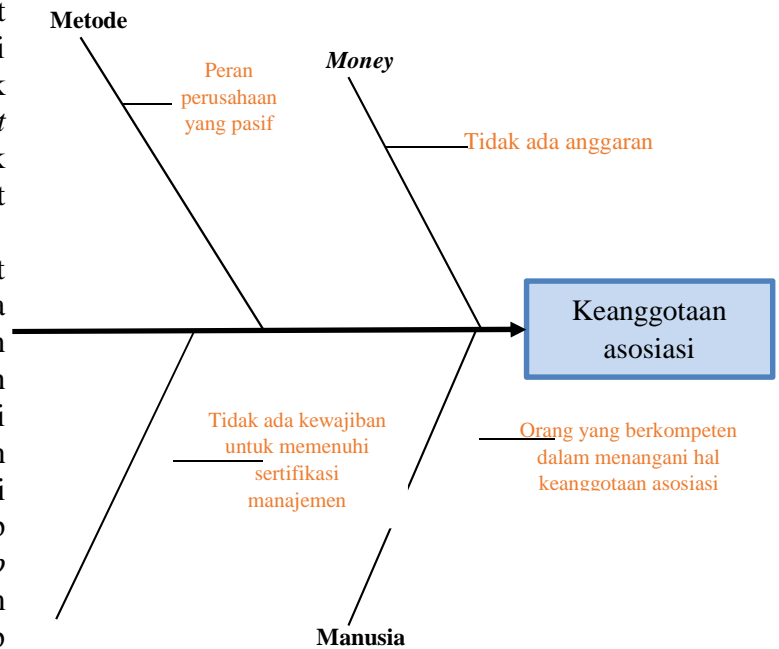 Metode
Money
Peran
perusahaan
yang pasif
Tidak ada anggaran
Keanggotaan
asosiasi
Tidak ada kewajiban
untuk memenuhi
sertifikasi
manajemen
Orang yang berkompeten
dalam menangani hal
keanggotaan asosiasi
Manusia